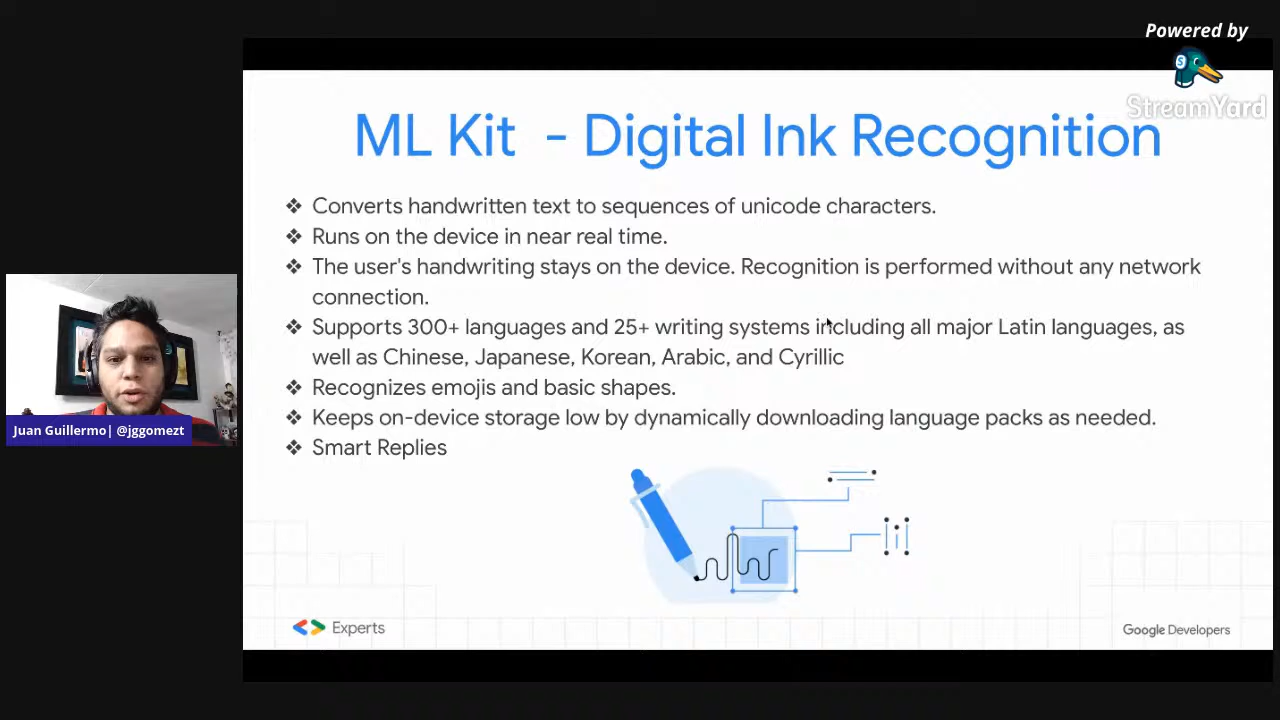 Powered by
StreamYard
ML Kit - Digital Ink Recognition
❖ Converts handwritten text to sequences of unicode characters.
❖ Runs on the device in near real time.
❖ The user's handwriting stays on the device. Recognition is performed without any network
connection.
❖ Supports 300+ languages and 25+ writing systems including all major Latin languages, as
well as Chinese, Japanese, Korean, Arabic, and Cyrillic
❖ Recognizes emojis and basic shapes.
❖ Keeps on-device storage low by dynamically downloading language packs as needed.
❖ Smart Replies
Juan Guillermo| @jggomezt
Experts
Google Developers